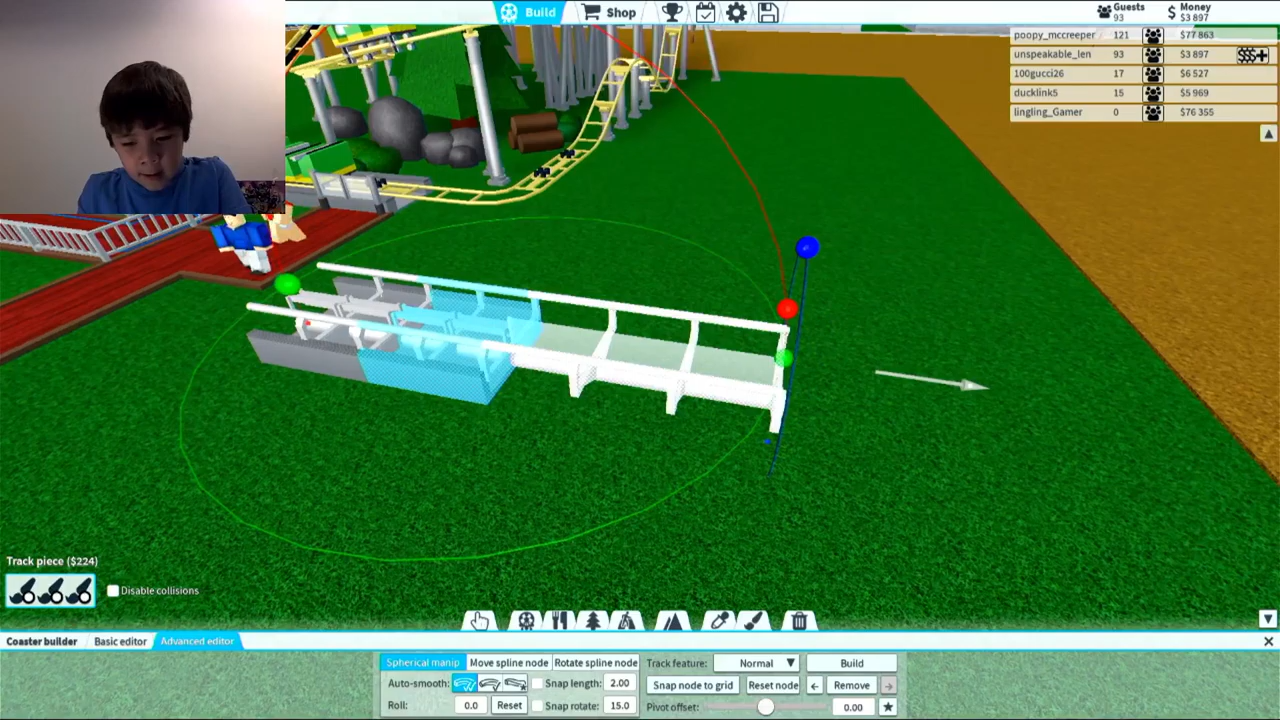 Build
Shop
Guests
93
Money
$3 897
poopy_mccreeper 121 $77 863
unspeakable_len 93 $3 897 $$$+
100gucci26 17 $6 527
ducklink5 15 $5 969
lingling_Gamer 0 $76 355
Track piece ($224)
Disable collisions
Coaster builder Basic editor Advanced editor
Spherical manip Move spline node Rotate spline node Track feature: Normal Build
Auto-smooth: Snap length: 2.00 Snap node to grid Reset node Remove
Roll: 0.0 Reset Snap rotate: 15.0 Pivot offset: 0.00